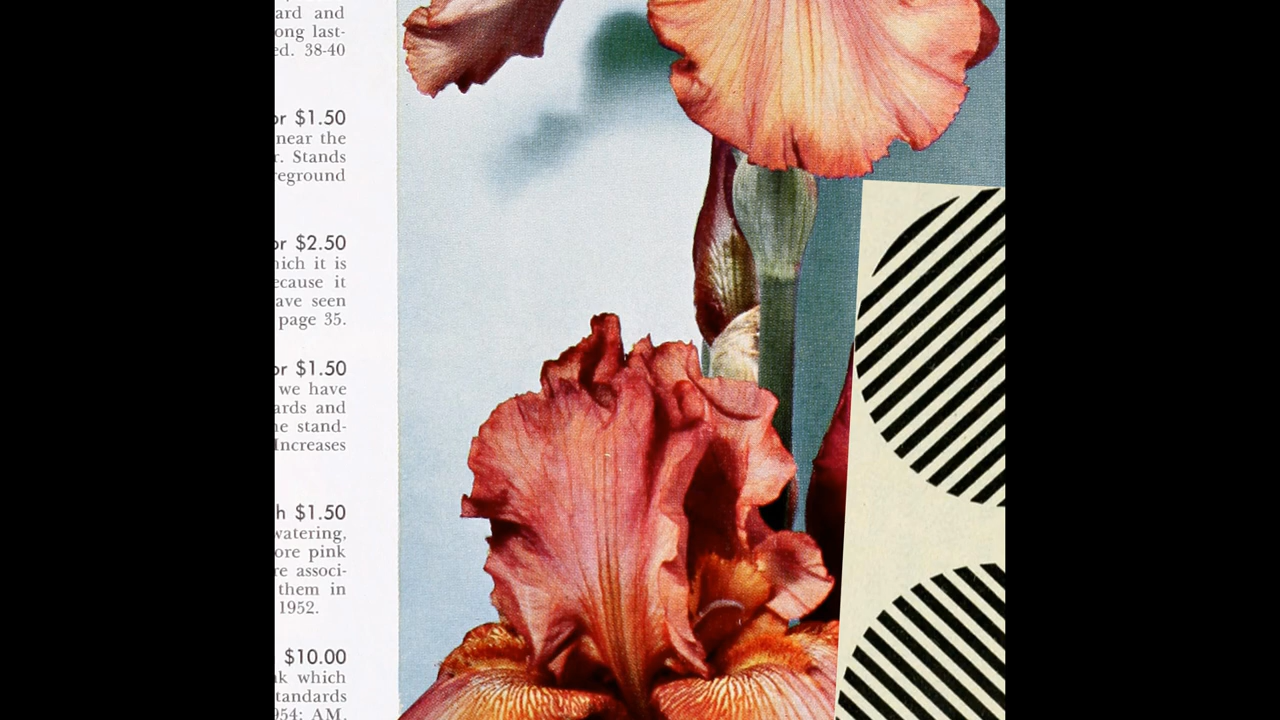 ard and
ong last-
ed. 38-40
or $1.50
near the
r. Stands
reground
or $2.50
hich it is
ecause it
ave seen
page 35.
or $1.50
we have
ards and
he stand-
Increases
h $1.50
watering,
ore pink
re associ-
them in
1952.
$10.00
nk which
tandards
954; AM,